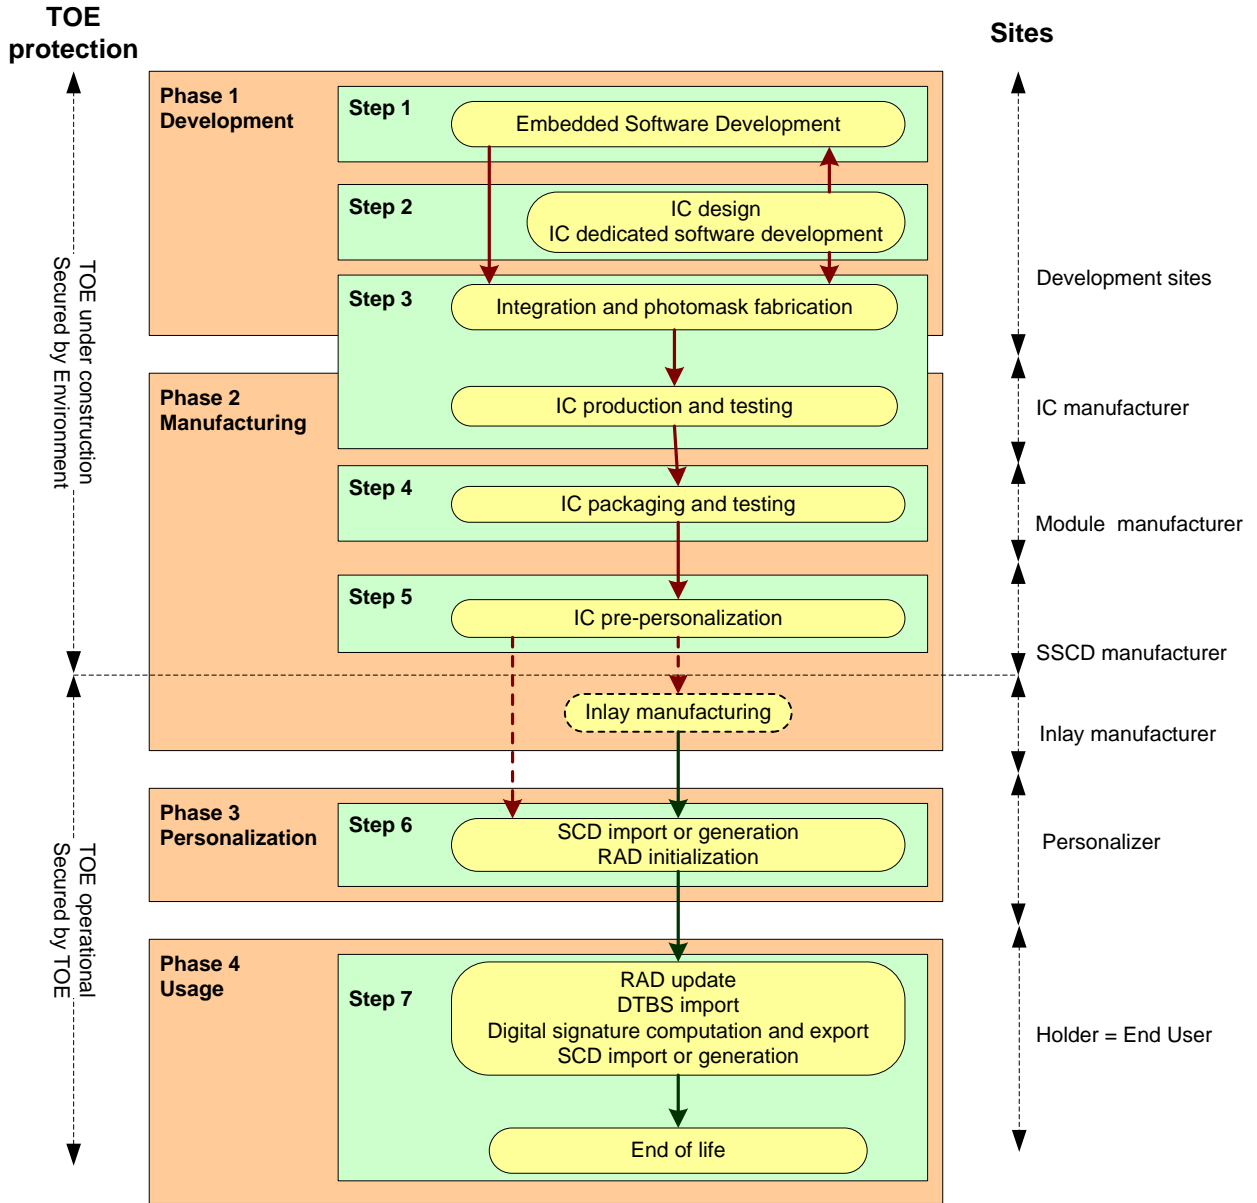 TOE
protection
Sites
Phase 1
Development
Step 1
Embedded Software Development
Step 2
IC design
IC dedicated software development
Step 3
Integration and photomask fabrication
Development sites
TOE under construction
Secured by Environment
Phase 2
Manufacturing
IC production and testing
IC manufacturer
Step 4
IC packaging and testing
Module  manufacturer
Step 5
IC pre-personalization
SSCD manufacturer
Inlay manufacturing
Inlay manufacturer
Phase 3
Personalization
Step 6
SCD import or generation
RAD initialization
Personalizer
TOE operational
Secured by TOE
Phase 4
Usage
Step 7
RAD update
DTBS import
Digital signature computation and export
SCD import or generation
Holder = End User
End of life